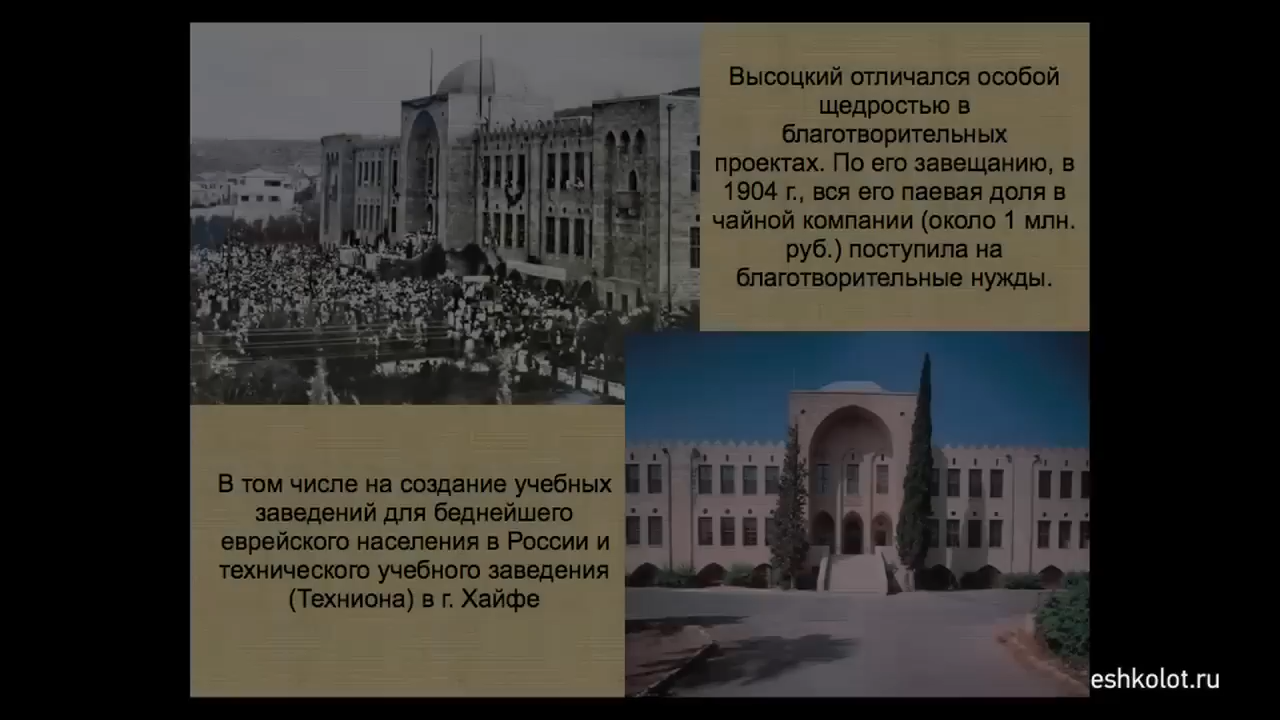 Высоцкий отличался особой
щедростью в
благотворительных
проектах. По его завещанию, в
1904 г., вся его паевая доля в
чайной компании (около 1 млн.
руб.) поступила на
благотворительные нужды.
В том числе на создание учебных
заведений для беднейшего
еврейского населения в России и
технического учебного заведения
(Техниона) в г. Хайфе
eshkolot.ru